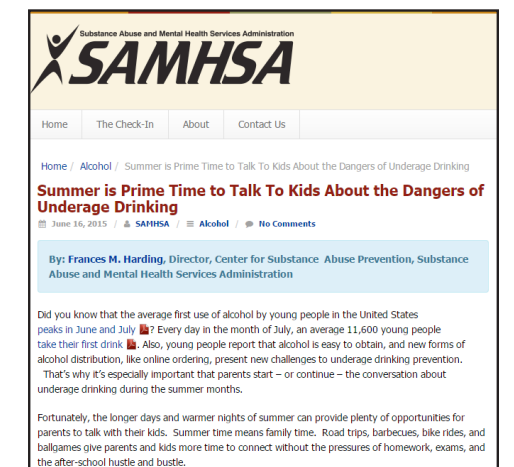 Substance Abuse and Mental Health Services Administration
SAMHSA
Home The Check-In About Contact Us
Home / Alcohol / Summer is Prime Time to Talk To Kids About the Dangers of Underage Drinking
Summer is Prime Time to Talk To Kids About the Dangers of
Underage Drinking
June 16, 2015 / SAMHSA / Alcohol / No Comments
By: Frances M. Harding, Director, Center for Substance Abuse Prevention, Substance
Abuse and Mental Health Services Administration
Did you know that the average first use of alcohol by young people in the United States
peaks in June and July ? Every day in the month of July, an average 11,600 young people
take their first drink . Also, young people report that alcohol is easy to obtain, and new forms of
alcohol distribution, like online ordering, present new challenges to underage drinking prevention.
That's why it's especially important that parents start – or continue – the conversation about
underage drinking during the summer months.
Fortunately, the longer days and warmer nights of summer can provide plenty of opportunities for
parents to talk with their kids. Summer time means family time. Road trips, barbecues, bike rides, and
ballgames give parents and kids more time to connect without the pressures of homework, exams, and
the after-school hustle and bustle.